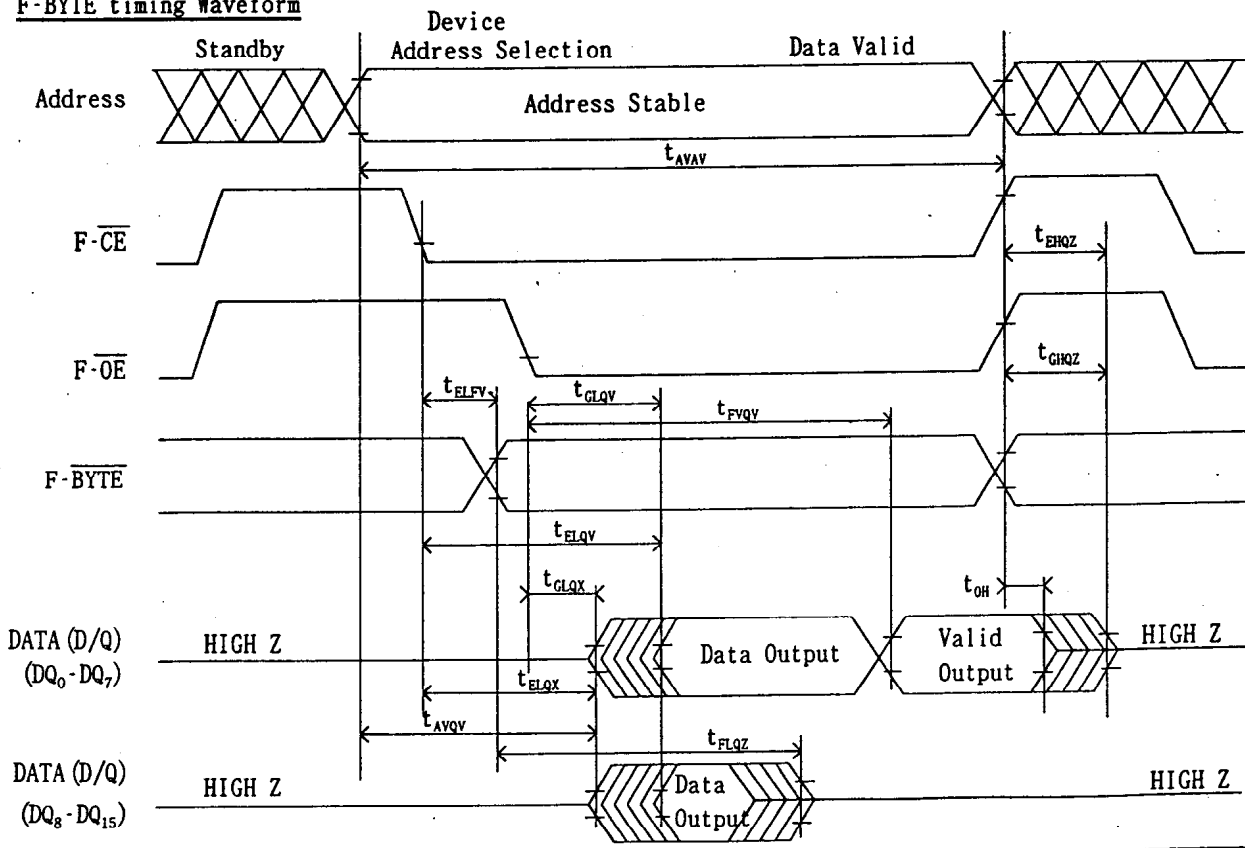 F-BYTE timing Waveform
Device
Standby
Address Selection
Data Valid
Address
Address Stable
tAVAV
F-CE
tEHQZ
F-OE
tGHQZ
tELFV
tGLQV
tFVQV
F-BYTE
tELQV
tGLQX
tOH
DATA (D/Q)
(DQ0-DQ7)
HIGH Z
Data Output
Valid
Output
HIGH Z
tELQX
tAVQV
tFLQZ
DATA (D/Q)
(DQ8-DQ15)
HIGH Z
Data
Output
HIGH Z